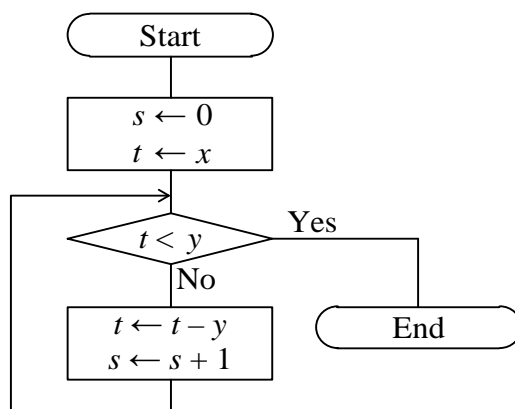 Start
s ← 0
t ← x
t < y
Yes
No
t ← t – y
s ← s + 1
End